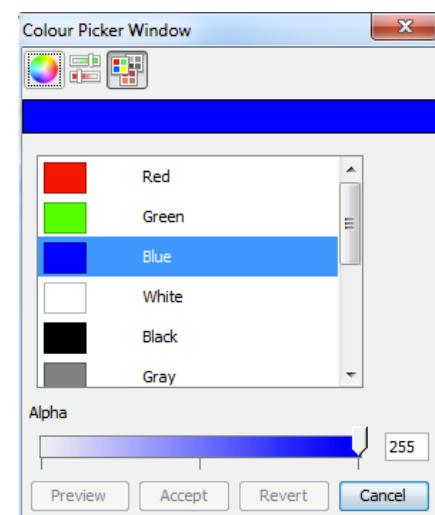 Colour Picker Window
Red
Green
Blue
White
Black
Gray
Alpha
255
Preview Accept Revert Cancel